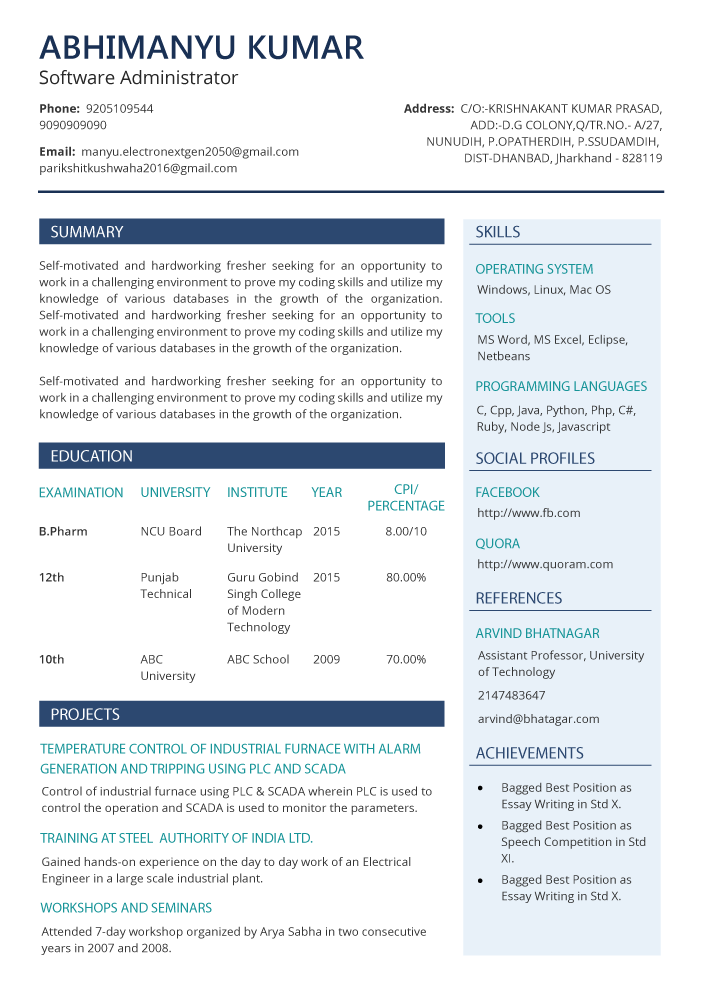 ABHIMANYU KUMAR
Software Administrator
Phone: 9205109544
9090909090
Email: manyu.electronextgen2050@gmail.com
parikshitkushwaha2016@gmail.com
Address: C/O:-KRISHNAKANT KUMAR PRASAD,
ADD:-D.G COLONY,Q/TR.NO.- A/27,
NUNUDIH, P.OPATHERDIH, P.SSUDAMDIH,
DIST-DHANBAD, Jharkhand - 828119
SUMMARY
Self-motivated and hardworking fresher seeking for an opportunity to
work in a challenging environment to prove my coding skills and utilize my
knowledge of various databases in the growth of the organization.
Self-motivated and hardworking fresher seeking for an opportunity to
work in a challenging environment to prove my coding skills and utilize my
knowledge of various databases in the growth of the organization.
Self-motivated and hardworking fresher seeking for an opportunity to
work in a challenging environment to prove my coding skills and utilize my
knowledge of various databases in the growth of the organization.
EDUCATION
EXAMINATION UNIVERSITY INSTITUTE YEAR CPI/
PERCENTAGE
B.Pharm NCU Board The Northcap 2015 8.00/10
University
12th Punjab Guru Gobind 2015 80.00%
Technical Singh College
of Modern
Technology
10th ABC ABC School 2009 70.00%
University
PROJECTS
TEMPERATURE CONTROL OF INDUSTRIAL FURNACE WITH ALARM
GENERATION AND TRIPPING USING PLC AND SCADA
Control of industrial furnace using PLC & SCADA wherein PLC is used to
control the operation and SCADA is used to monitor the parameters.
TRAINING AT STEEL AUTHORITY OF INDIA LTD.
Gained hands-on experience on the day to day work of an Electrical
Engineer in a large scale industrial plant.
WORKSHOPS AND SEMINARS
Attended 7-day workshop organized by Arya Sabha in two consecutive
years in 2007 and 2008.
SKILLS
OPERATING SYSTEM
Windows, Linux, Mac OS
TOOLS
MS Word, MS Excel, Eclipse,
Netbeans
PROGRAMMING LANGUAGES
C, Cpp, Java, Python, Php, C#,
Ruby, Node Js, Javascript
SOCIAL PROFILES
FACEBOOK
http://www.fb.com
QUORA
http://www.quoram.com
REFERENCES
ARVIND BHATNAGAR
Assistant Professor, University
of Technology
2147483647
arvind@bhatagar.com
ACHIEVEMENTS
• Bagged Best Position as
Essay Writing in Std X.
• Bagged Best Position as
Speech Competition in Std
XI.
• Bagged Best Position as
Essay Writing in Std X.